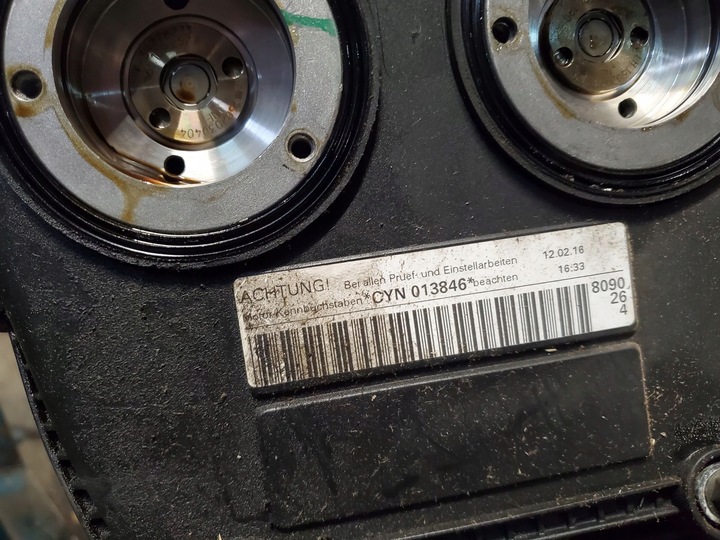 ACHTUNG! Bei allen Pruef- und Einstellarbeiten 12.02.16
Motor Kennbuchstaben *CYN 013846* beachten 16:33
8090
26
4